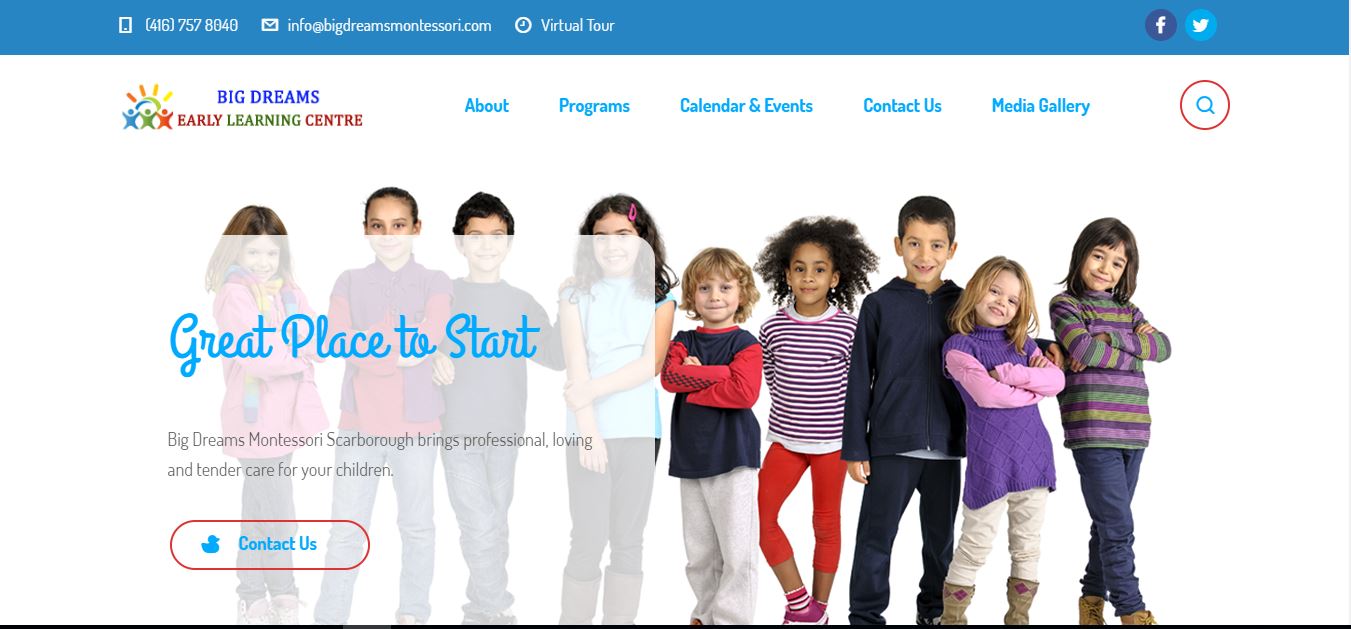 (416) 757 8040
info@bigdreamsmontessori.com
Virtual Tour
BIG DREAMS
EARLY LEARNING CENTRE
About
Programs
Calendar & Events
Contact Us
Media Gallery
Great Place to Start
Big Dreams Montessori Scarborough brings professional, loving
and tender care for your children.
Contact Us